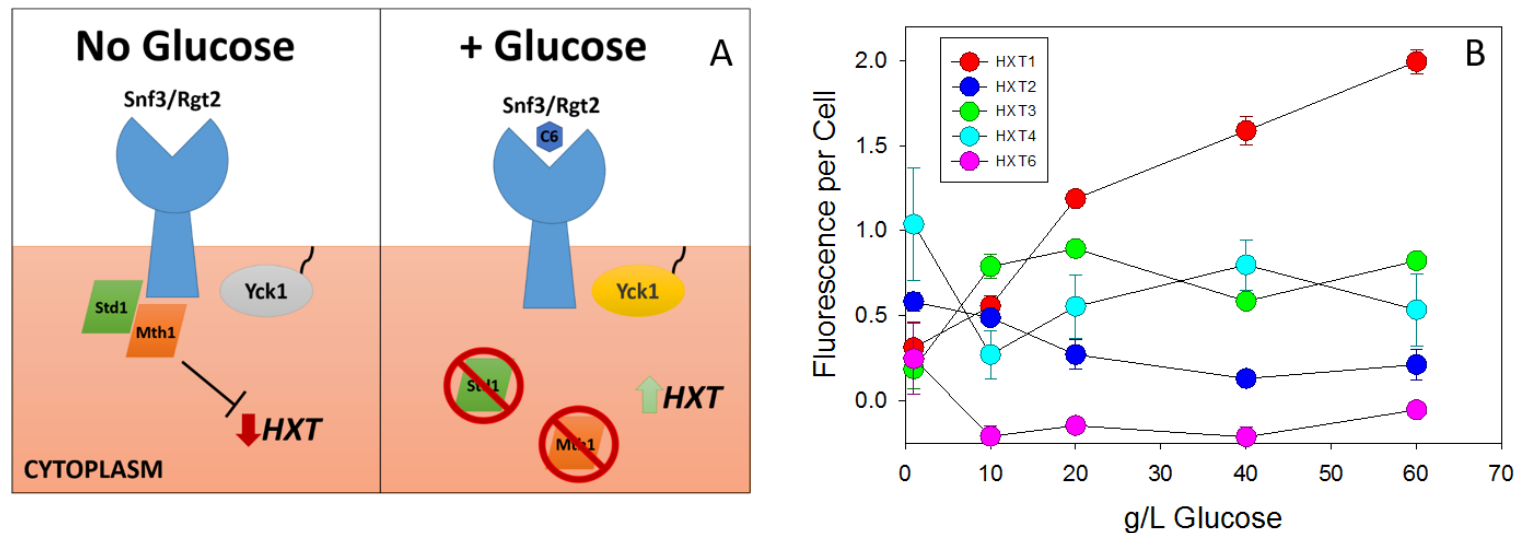 No Glucose
Snf3/Rgt2
Std1
Mth1
Yck1
HXT
CYTOPLASM
+ Glucose
A
Snf3/Rgt2
C6
Yck1
Std1
Mth1
HXT
B
HXT1
HXT2
HXT3
HXT4
HXT6
Fluorescence per Cell
2.0
1.5
1.0
0.5
0.0
0 10 20 30 40 50 60 70
g/L Glucose